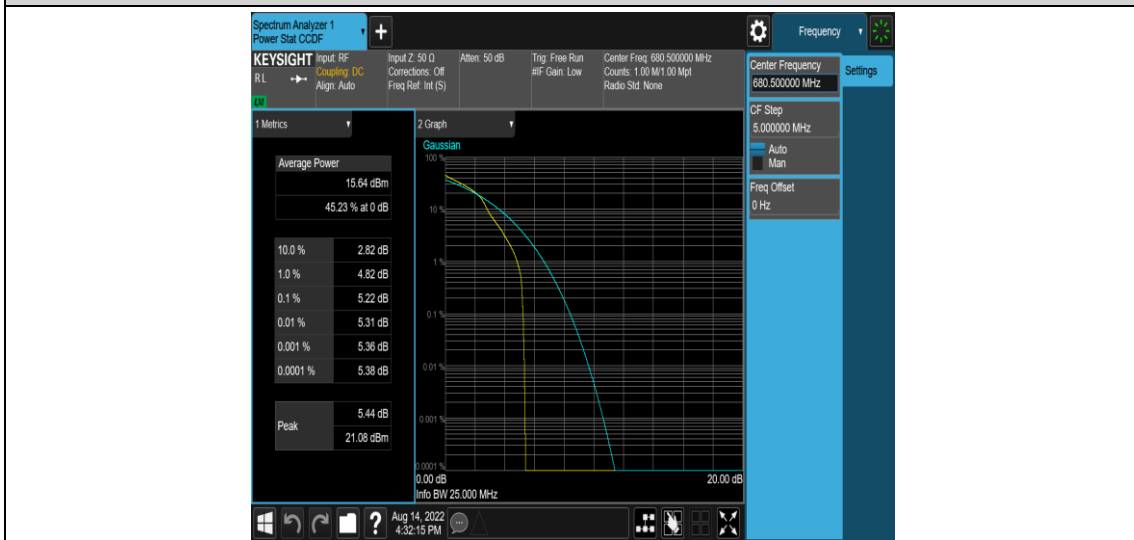 Spectrum Analyzer 1
Power Stat CCDF
+
Frequency
KEYSIGHT
RL
LXI
Input: RF
Coupling: DC
Align: Auto
Input Z: 50 Ω
Corrections: Off
Freq Ref: Int (S)
Atten: 50 dB
Trig: Free Run
#IF Gain: Low
Center Freq: 680.500000 MHz
Counts: 1.00 M/1.00 Mpt
Radio Std: None
Center Frequency
680.500000 MHz
Settings
CF Step
5.000000 MHz
Auto
Man
Freq Offset
0 Hz
1 Metrics
Average Power
15.64 dBm
45.23 % at 0 dB
10.0 % 2.82 dB
1.0 % 4.82 dB
0.1 % 5.22 dB
0.01 % 5.31 dB
0.001 % 5.36 dB
0.0001 % 5.38 dB
Peak
5.44 dB
21.08 dBm
2 Graph
Gaussian
100 %
10 %
1 %
0.1 %
0.01 %
0.001 %
0.0001 %
0.00 dB 20.00 dB
Info BW 25.000 MHz
?
Aug 14, 2022
4:32:15 PM